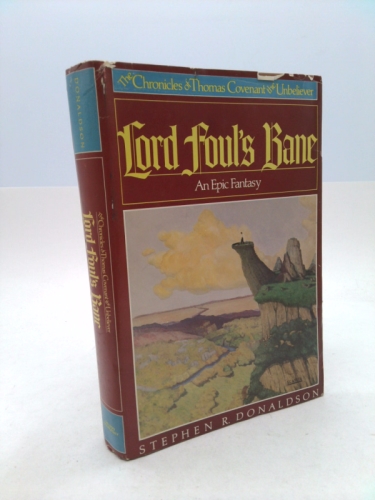 The Chronicles of Thomas Covenant the Unbeliever
Lord Foul's Bane
An Epic Fantasy
STEPHEN R. DONALDSON
DONALDSON
The Chronicles of Thomas Covenant the Unbeliever
Lord Foul's Bane